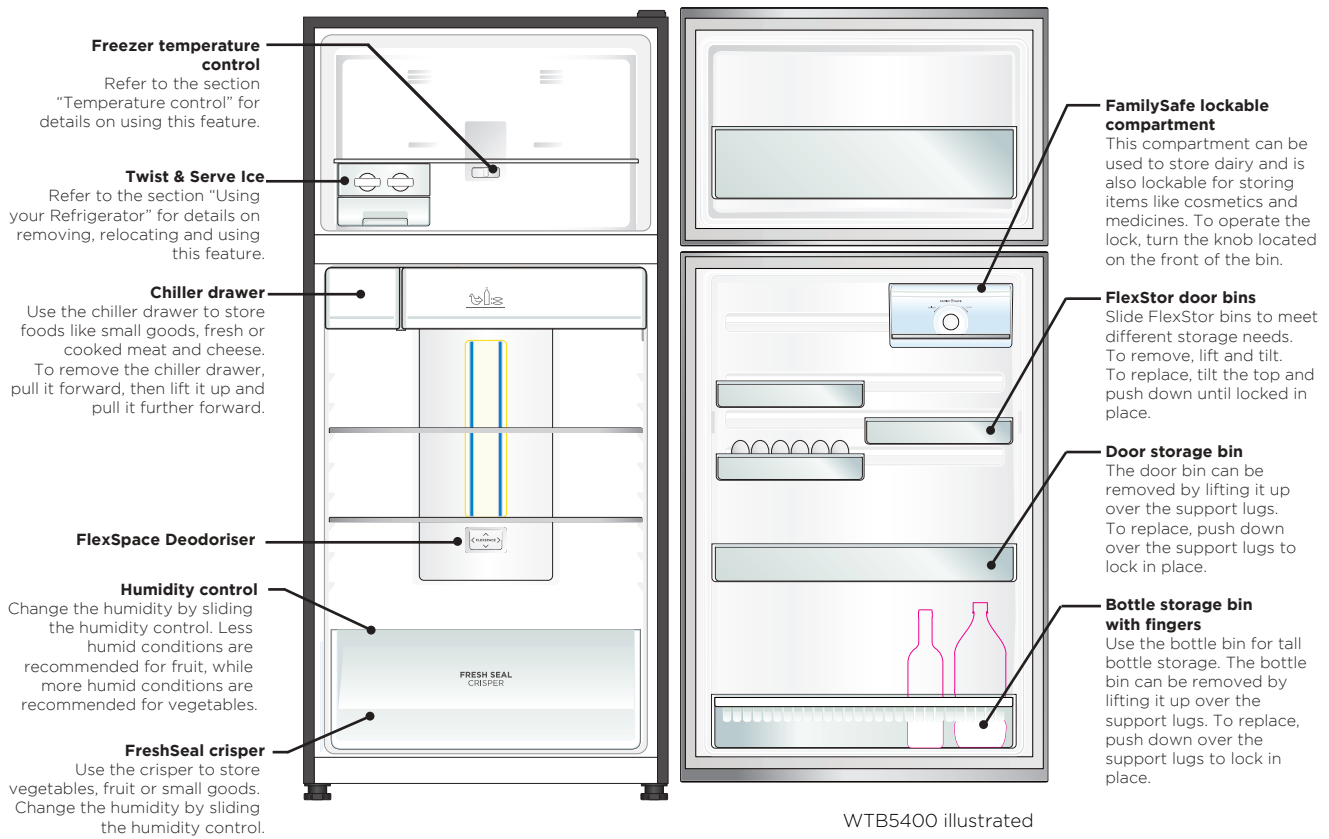 Freezer temperature
control
Refer to the section
“Temperature control” for
details on using this feature.
Twist & Serve Ice
Refer to the section “Using
your Refrigerator” for details on
removing, relocating and using
this feature.
Chiller drawer
Use the chiller drawer to store
foods like small goods, fresh or
cooked meat and cheese.
To remove the chiller drawer,
pull it forward, then lift it up and
pull it further forward.
FlexSpace Deodoriser
Humidity control
Change the humidity by sliding
the humidity control. Less
humid conditions are
recommended for fruit, while
more humid conditions are
recommended for vegetables.
FreshSeal crisper
Use the crisper to store
vegetables, fruit or small goods.
Change the humidity by sliding
the humidity control.
FLEXSPACE
FRESH SEAL
CRISPER
FamilySafe lockable
compartment
This compartment can be
used to store dairy and is
also lockable for storing
items like cosmetics and
medicines. To operate the
lock, turn the knob located
on the front of the bin.
FlexStor door bins
Slide FlexStor bins to meet
different storage needs.
To remove, lift and tilt.
To replace, tilt the top and
push down until locked in
place.
Door storage bin
The door bin can be
removed by lifting it up
over the support lugs.
To replace, push down
over the support lugs to
lock in place.
Bottle storage bin
with fingers
Use the bottle bin for tall
bottle storage. The bottle
bin can be removed by
lifting it up over the
support lugs. To replace,
push down over the
support lugs to lock in
place.
WTB5400 illustrated